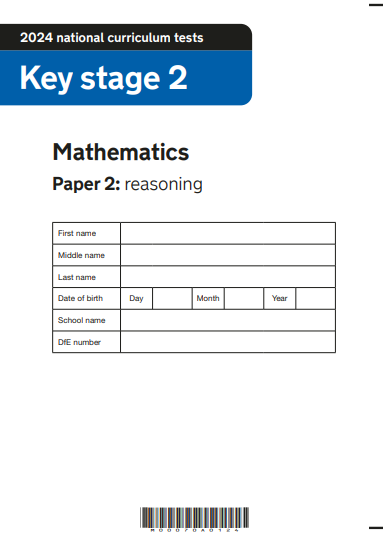 2024 national curriculum tests
Key stage 2
Mathematics
Paper 2: reasoning
First name
Middle name
Last name
Date of birth Day Month Year
School name
DfE number
M00070A0124